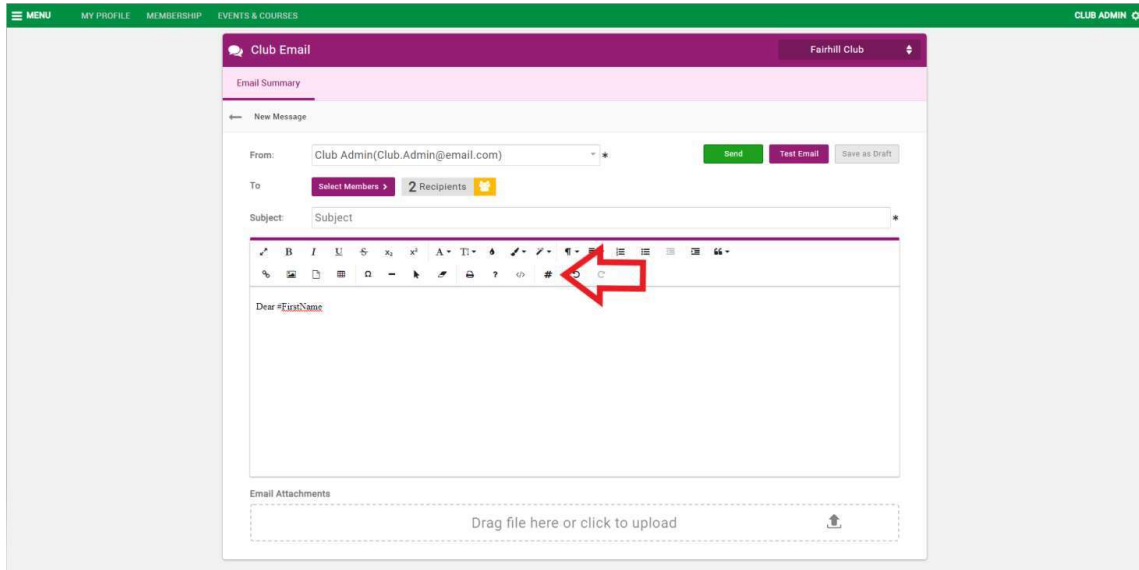 MENU MY PROFILE MEMBERSHIP EVENTS & COURSES CLUB ADMIN
Club Email Fairhill Club
Email Summary
New Message
From: Club Admin(Club.Admin@email.com) * Send Test Email Save as Draft
To Select Members > 2 Recipients
Subject: Subject *
B I U S x₂ x² A T
Ω ? </> #
Dear #FirstName
Email Attachments
Drag file here or click to upload